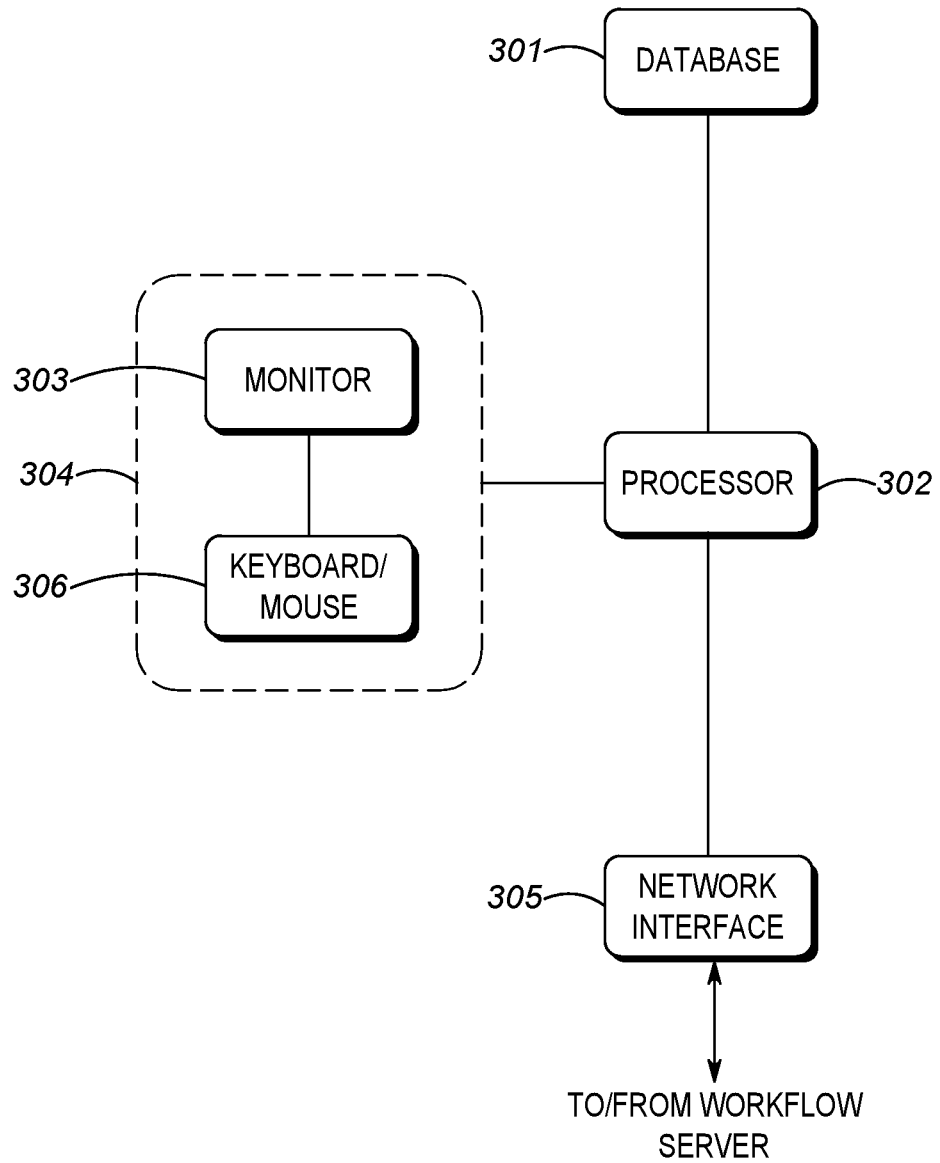 301
DATABASE
303
MONITOR
304
PROCESSOR
302
306
KEYBOARD/
MOUSE
305
NETWORK
INTERFACE
TO/FROM WORKFLOW
SERVER